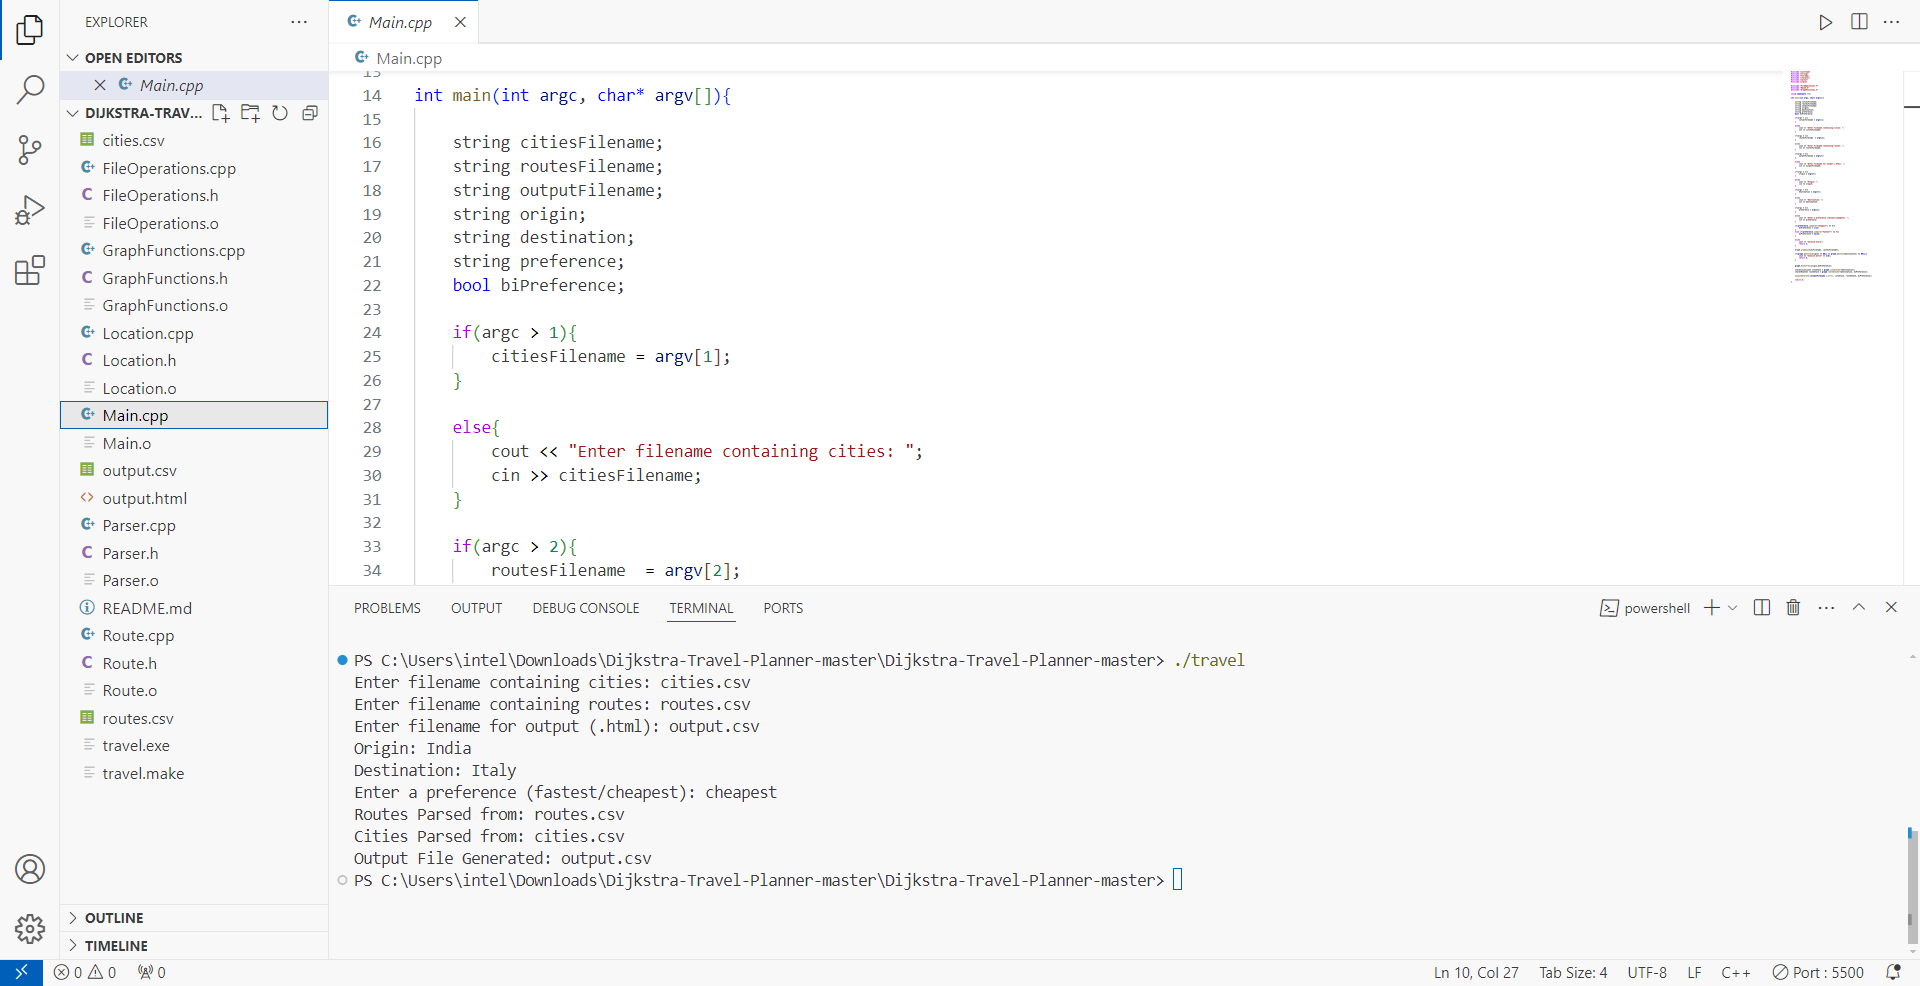 EXPLORER
OPEN EDITORS
Main.cpp
DIJKSTRA-TRAV...
cities.csv
FileOperations.cpp
FileOperations.h
FileOperations.o
GraphFunctions.cpp
GraphFunctions.h
GraphFunctions.o
Location.cpp
Location.h
Location.o
Main.cpp
Main.o
output.csv
output.html
Parser.cpp
Parser.h
Parser.o
README.md
Route.cpp
Route.h
Route.o
routes.csv
travel.exe
travel.make
OUTLINE
TIMELINE
Main.cpp
Main.cpp
13
14 int main(int argc, char* argv[]){
15
16 string citiesFilename;
17 string routesFilename;
18 string outputFilename;
19 string origin;
20 string destination;
21 string preference;
22 bool biPreference;
23
24 if(argc > 1){
25 citiesFilename = argv[1];
26 }
27
28 else{
29 cout << "Enter filename containing cities: ";
30 cin >> citiesFilename;
31 }
32
33 if(argc > 2){
34 routesFilename  = argv[2];
PROBLEMS OUTPUT DEBUG CONSOLE TERMINAL PORTS
powershell
PS C:\Users\intel\Downloads\Dijkstra-Travel-Planner-master\Dijkstra-Travel-Planner-master> ./travel
Enter filename containing cities: cities.csv
Enter filename containing routes: routes.csv
Enter filename for output (.html): output.csv
Origin: India
Destination: Italy
Enter a preference (fastest/cheapest): cheapest
Routes Parsed from: routes.csv
Cities Parsed from: cities.csv
Output File Generated: output.csv
PS C:\Users\intel\Downloads\Dijkstra-Travel-Planner-master\Dijkstra-Travel-Planner-master>
0 0 0 Ln 10, Col 27 Tab Size: 4 UTF-8 LF C++ Port : 5500